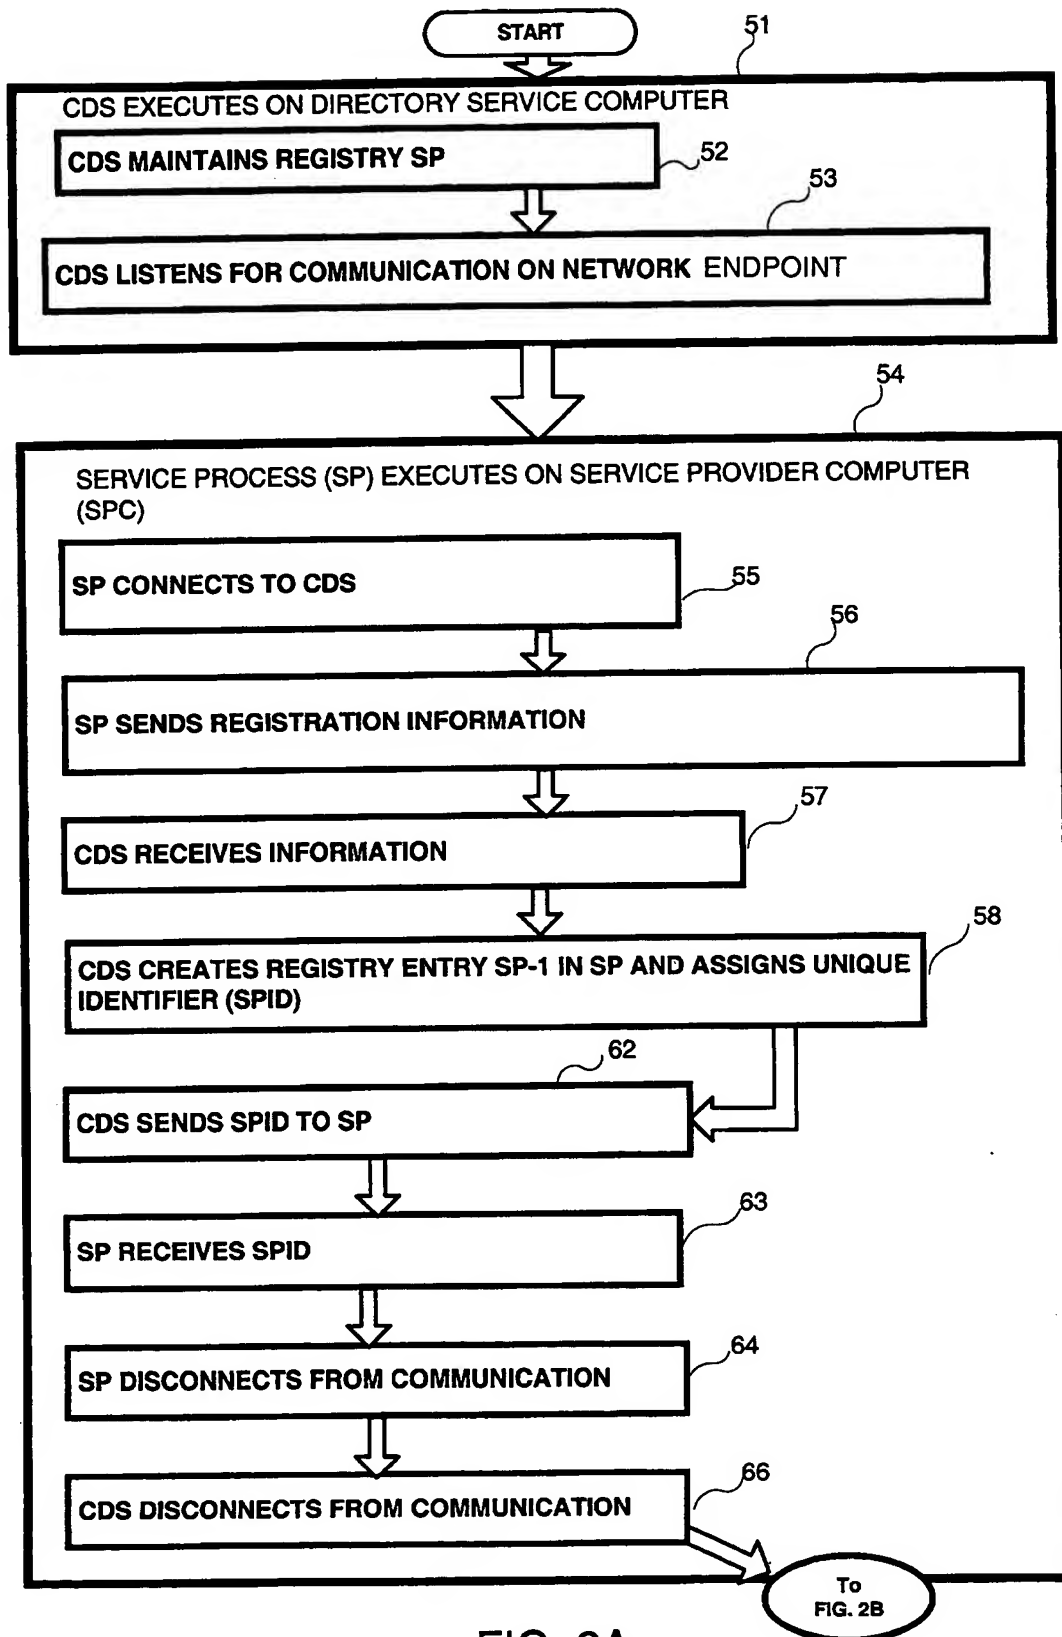 START
51
CDS EXECUTES ON DIRECTORY SERVICE COMPUTER
CDS MAINTAINS REGISTRY SP
52
53
CDS LISTENS FOR COMMUNICATION ON NETWORK ENDPOINT
54
SERVICE PROCESS (SP) EXECUTES ON SERVICE PROVIDER COMPUTER
(SPC)
SP CONNECTS TO CDS
55
56
SP SENDS REGISTRATION INFORMATION
57
CDS RECEIVES INFORMATION
58
CDS CREATES REGISTRY ENTRY SP-1 IN SP AND ASSIGNS UNIQUE
IDENTIFIER (SPID)
62
CDS SENDS SPID TO SP
63
SP RECEIVES SPID
64
SP DISCONNECTS FROM COMMUNICATION
66
CDS DISCONNECTS FROM COMMUNICATION
To
FIG. 2B
FIG. 2A